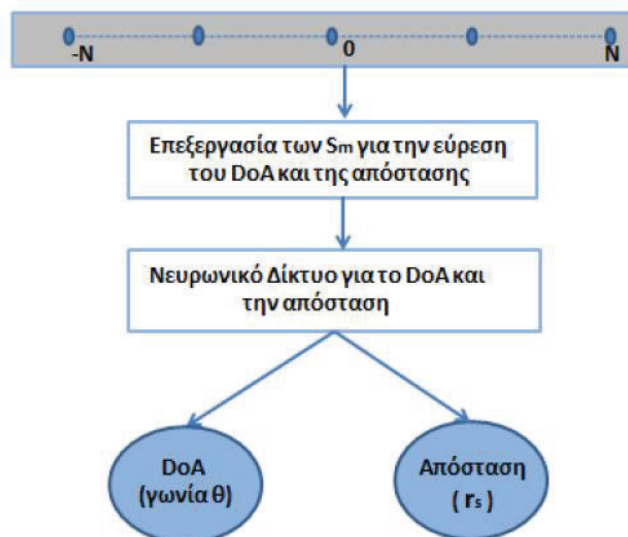 -N 0 N
Επεξεργασία των Sm για την εύρεση
του DoA και της απόστασης
Νευρωνικό Δίκτυο για το DoA και
την απόσταση
DoA
(γωνία θ)
Απόσταση
( rs )